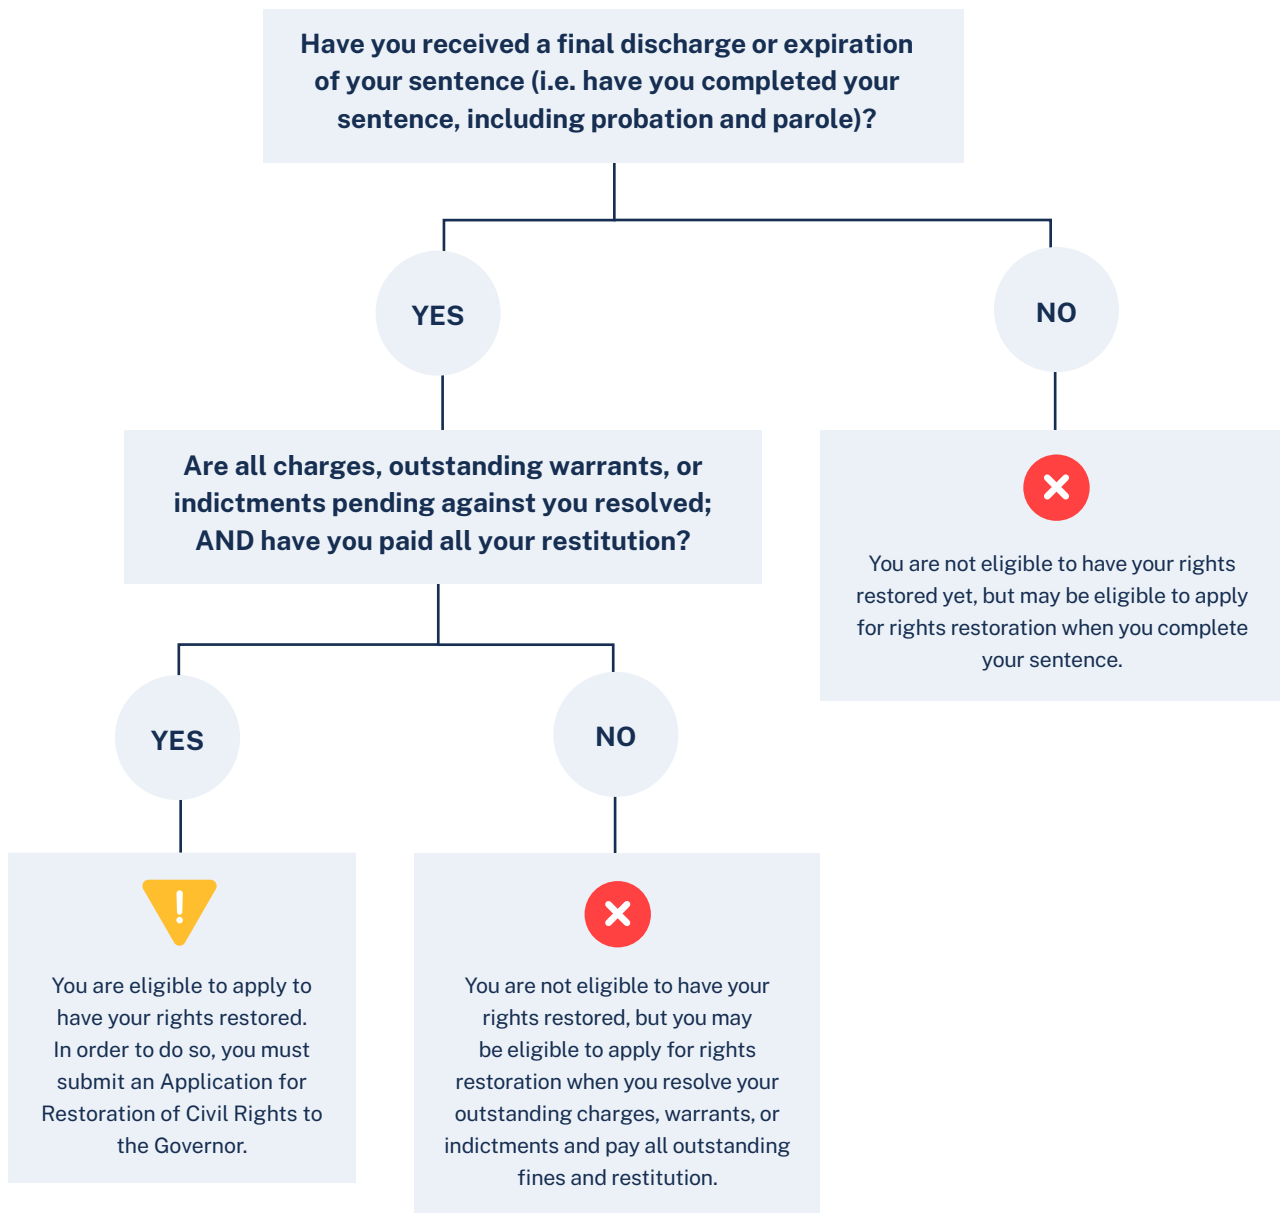 Have you received a final discharge or expiration
of your sentence (i.e. have you completed your
sentence, including probation and parole)?
YES
NO
Are all charges, outstanding warrants, or
indictments pending against you resolved;
AND have you paid all your restitution?
You are not eligible to have your rights
restored yet, but may be eligible to apply
for rights restoration when you complete
your sentence.
YES
NO
You are eligible to apply to
have your rights restored.
In order to do so, you must
submit an Application for
Restoration of Civil Rights to
the Governor.
You are not eligible to have your
rights restored, but you may
be eligible to apply for rights
restoration when you resolve your
outstanding charges, warrants, or
indictments and pay all outstanding
fines and restitution.